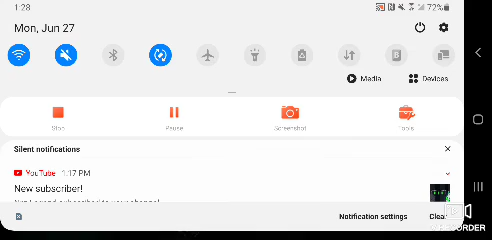 1:28
72%
Mon, Jun 27
Media
Devices
Stop
Pause
Screenshot
Tools
Silent notifications
YouTube 1:17 PM
New subscriber!
Notification settings
Clear